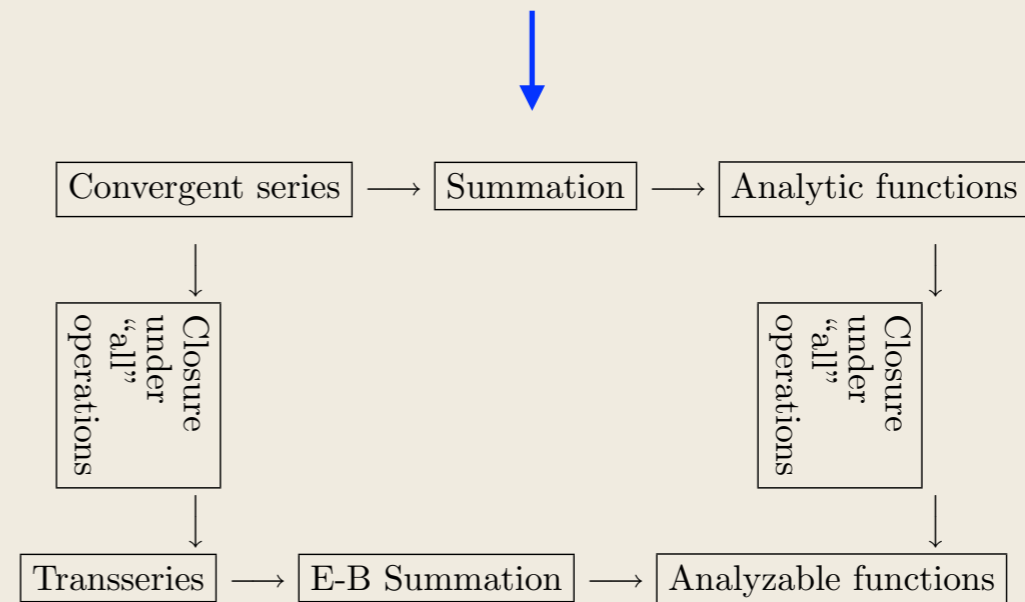 Convergent series
Summation
Analytic functions
Closure
under
“all”
operations
Closure
under
“all”
operations
Transseries
E-B Summation
Analyzable functions